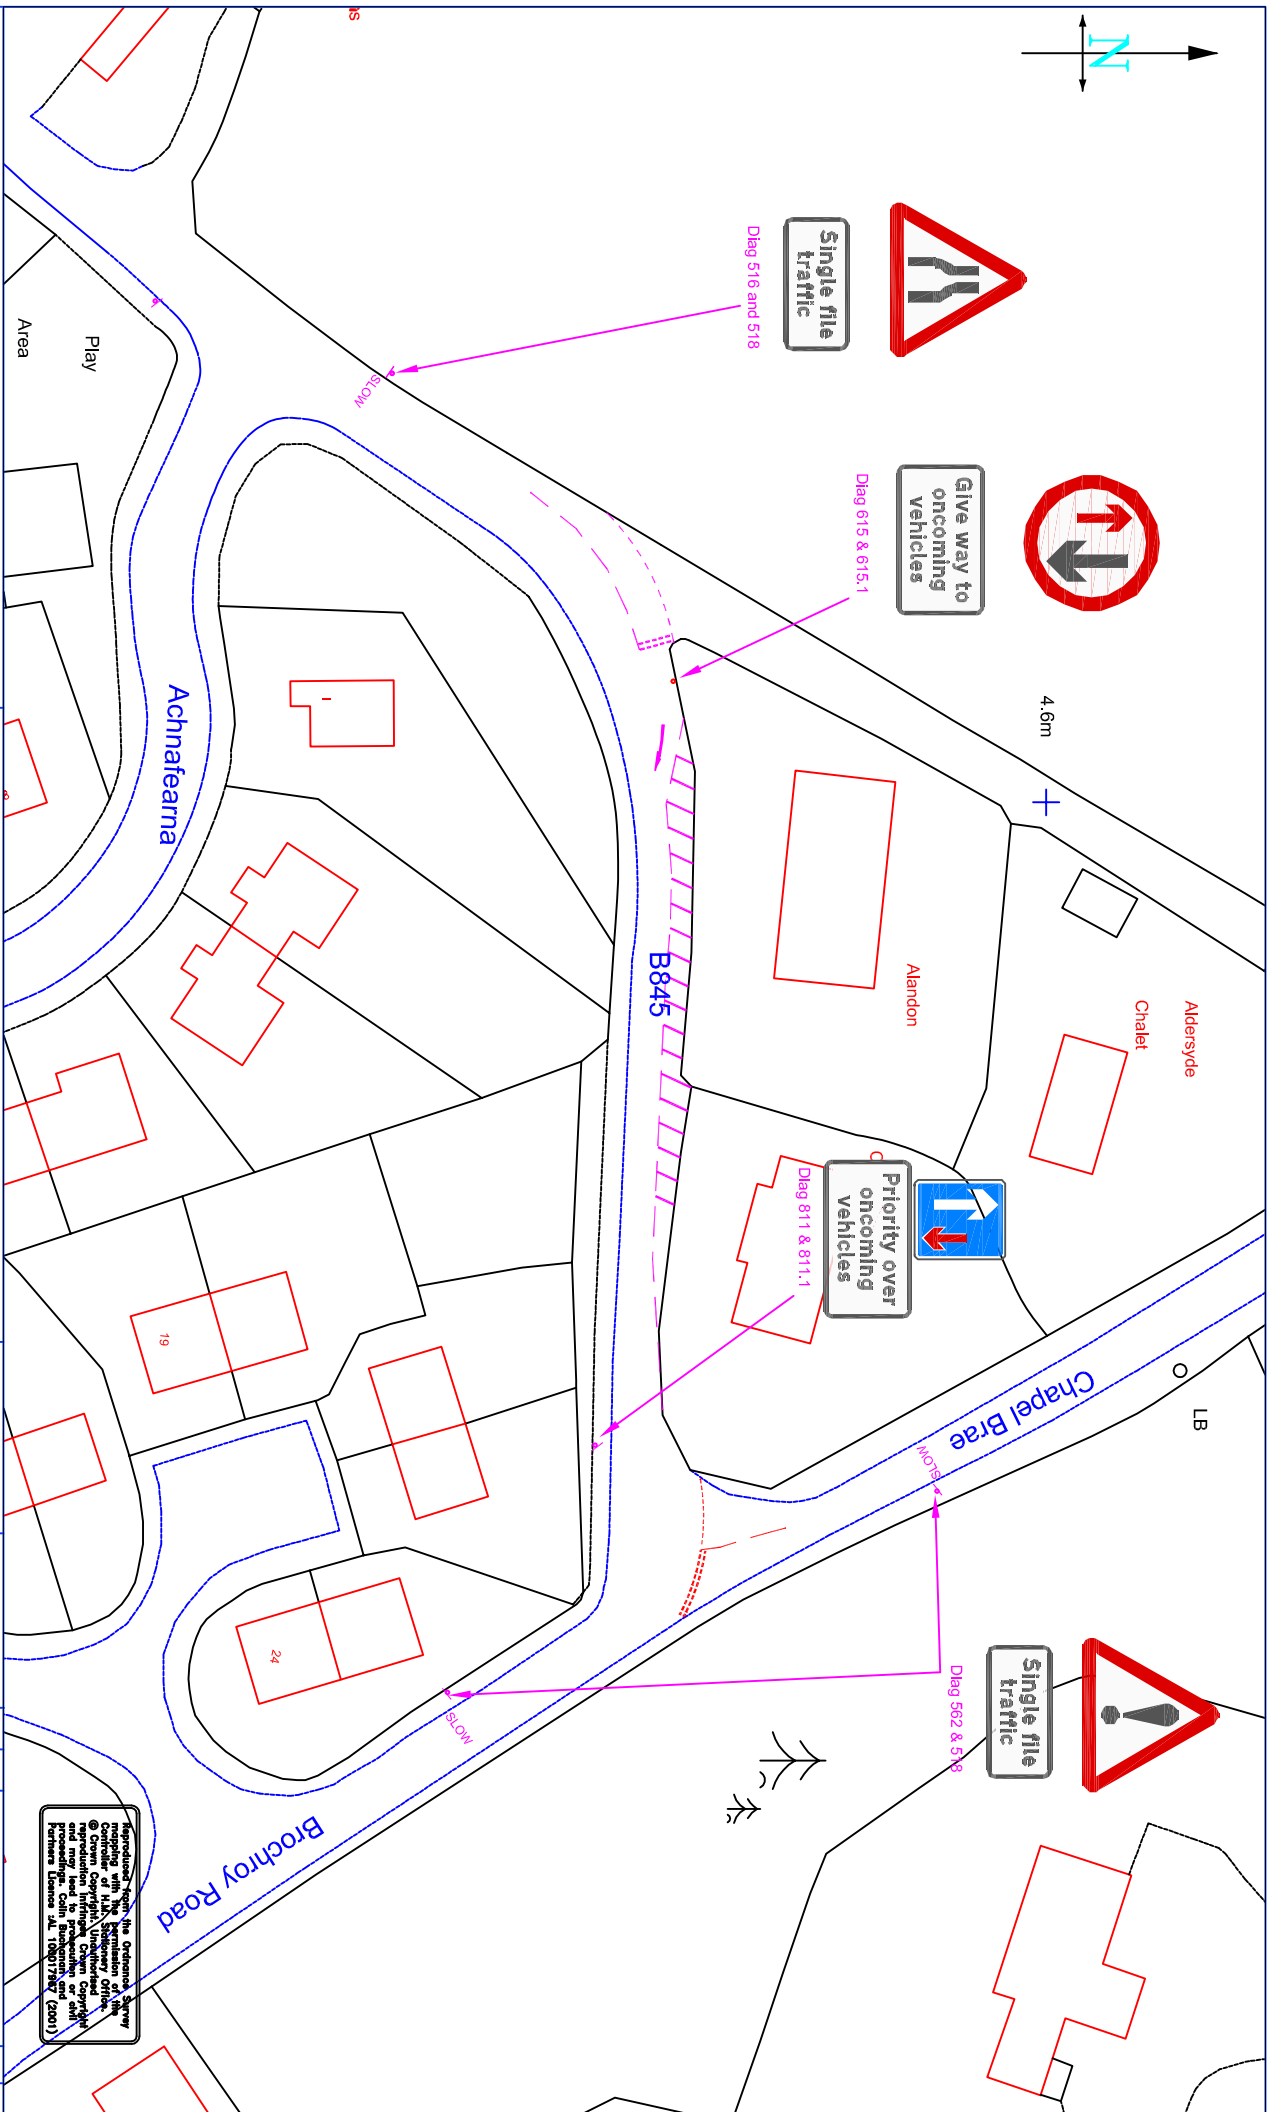 N
Single file
traffic
Diag 516 and 518
SLOW
Give way to
oncoming
vehicles
Diag 615 & 615.1
4.6m
Play
Area
Achnafearna
B845
Alandon
Aldersyde
Chalet
Priority over
oncoming
vehicles
Diag 811 & 811.1
Chapel Brae
LB
SLOW
19
24
SLOW
Single file
traffic
Diag 562 & 518
Brochroy Road
Reproduced from the Ordnance Survey
mapping with the permission of the
Controller of H.M. Stationery Office.
© Crown Copyright. Unauthorised
reproduction infringes Crown Copyright
and may lead to prosecution or civil
proceedings. Colin Buchanan and
Partners Licence :AL 100017967 (2001)